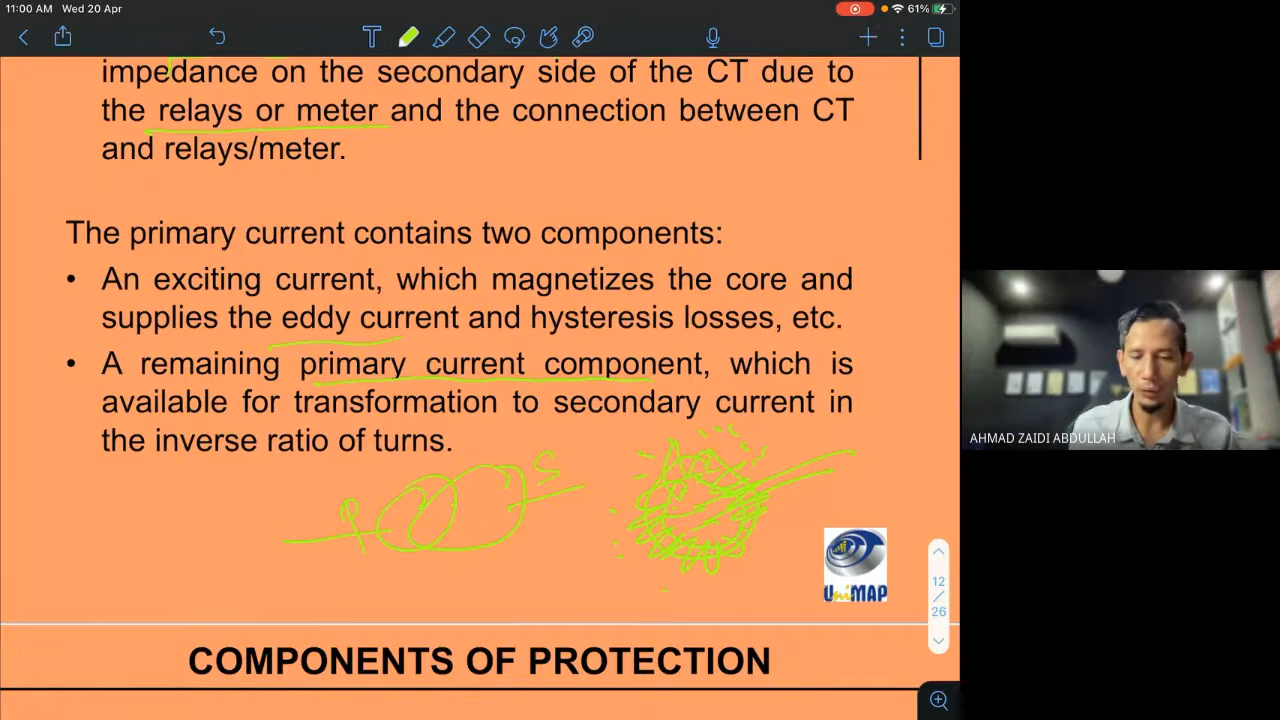 11:00 AM Wed 20 Apr
61%
T
impedance on the secondary side of the CT due to
the relays or meter and the connection between CT
and relays/meter.
The primary current contains two components:
• An exciting current, which magnetizes the core and
supplies the eddy current and hysteresis losses, etc.
• A remaining primary current component, which is
available for transformation to secondary current in
the inverse ratio of turns.
P
S
UniMAP
12
/
26
COMPONENTS OF PROTECTION
AHMAD ZAIDI ABDULLAH